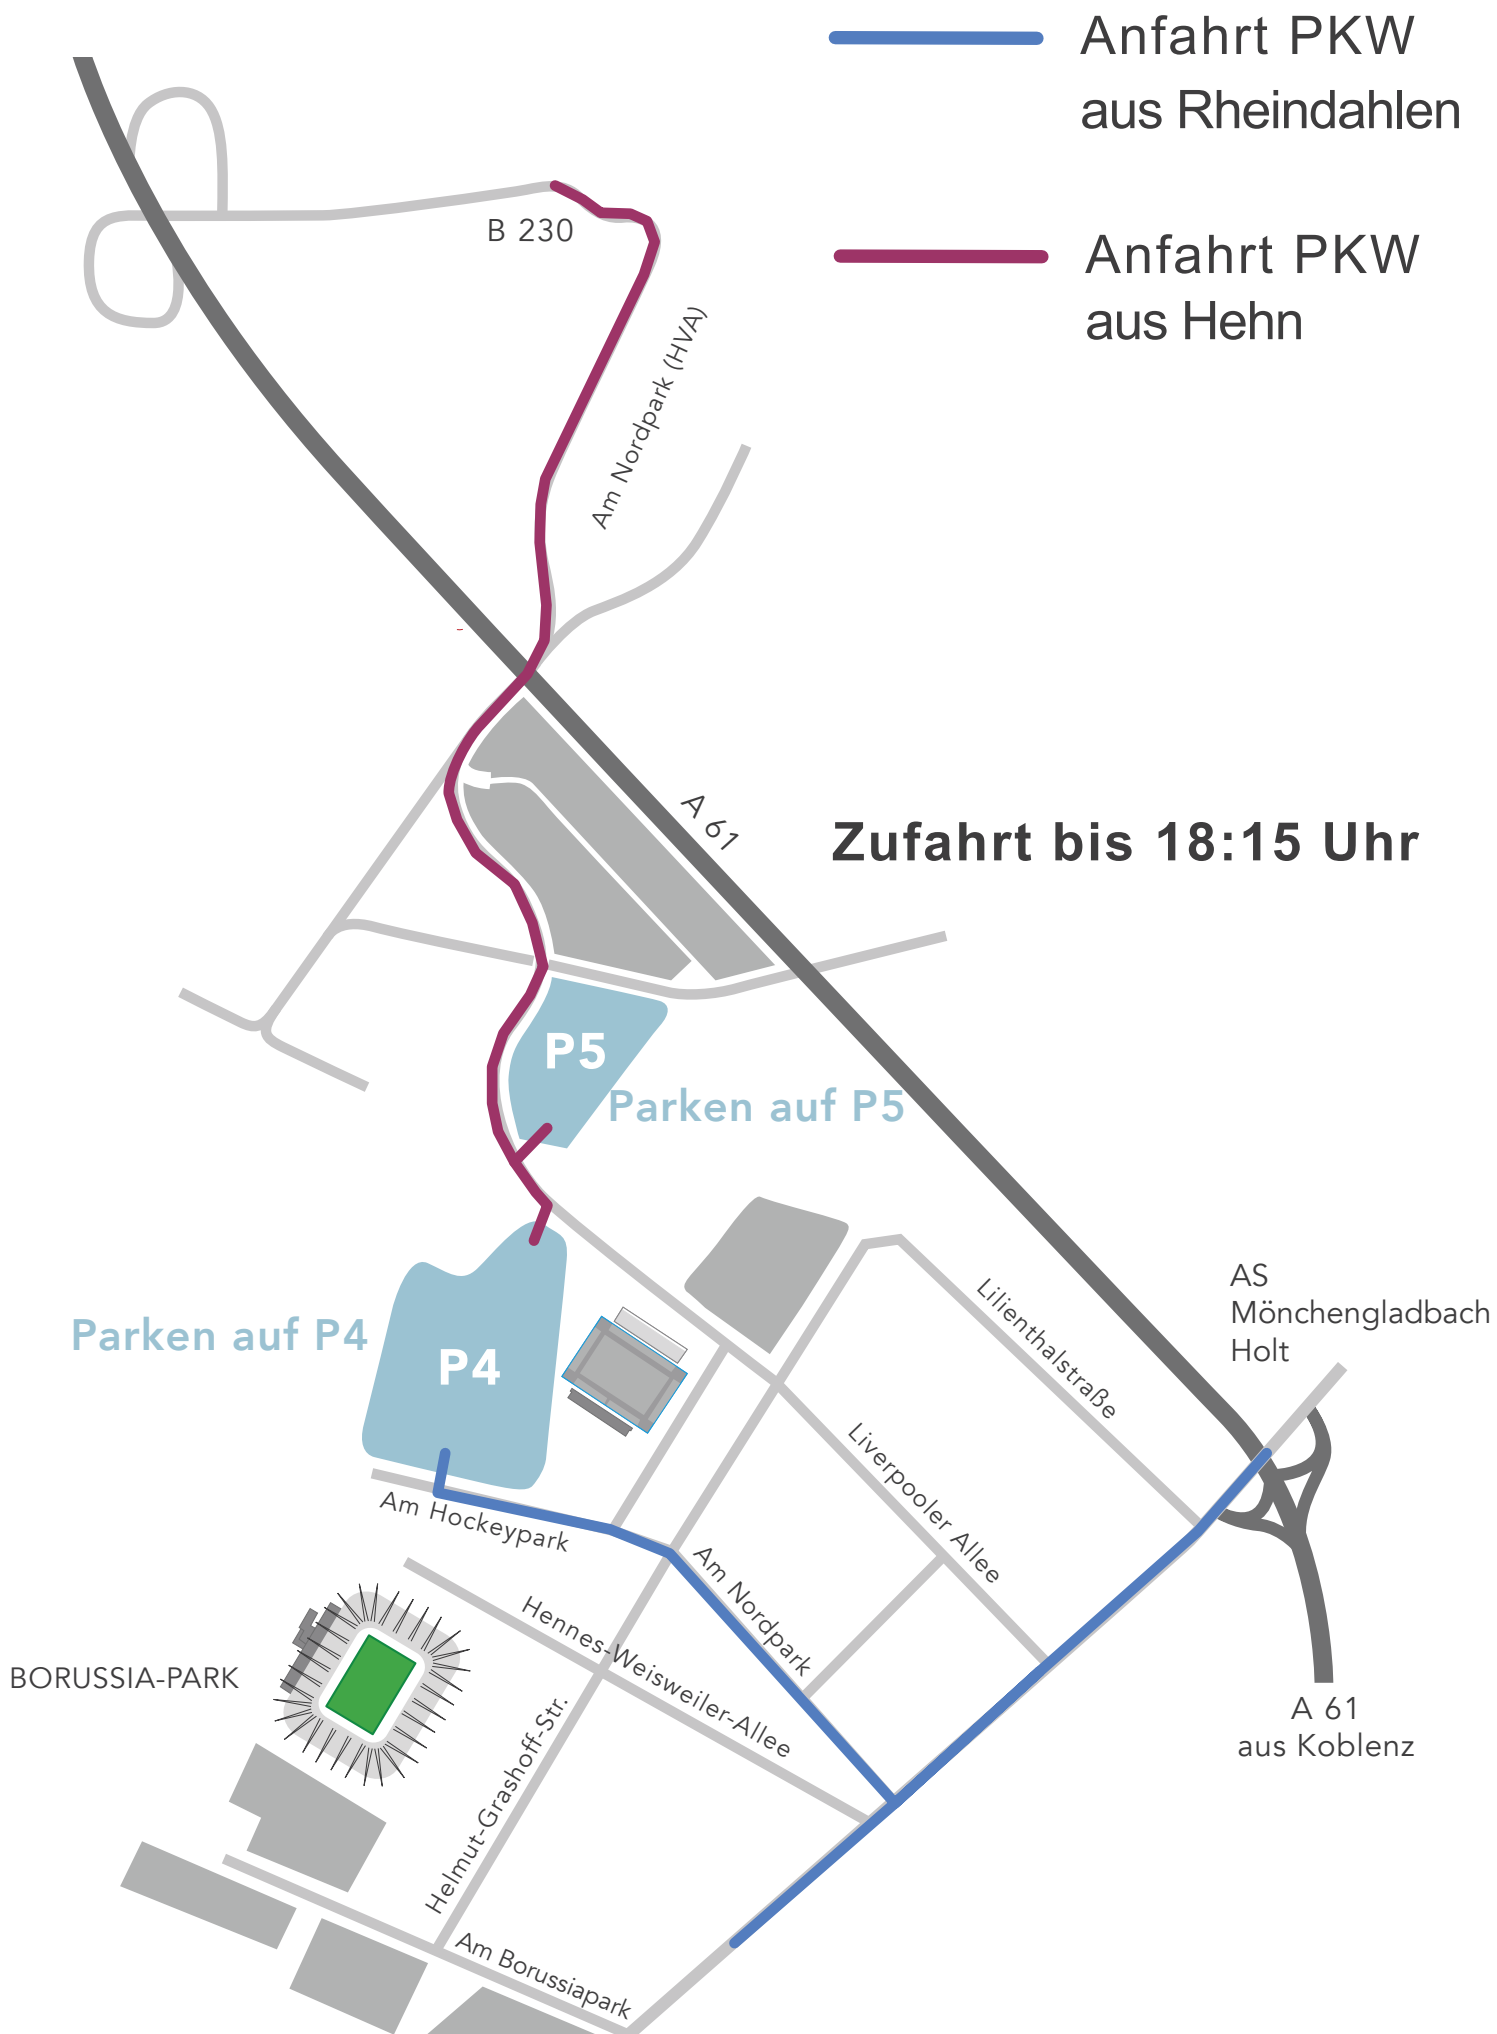 Anfahrt PKW
aus Rheindahlen
B 230
Anfahrt PKW
aus Hehn
Am Nordpark (HVA)
A 61
Zufahrt bis 18:15 Uhr
P5
Parken auf P5
AS
Mönchengladbach
Holt
Lilienthalstraße
Parken auf P4
P4
Liverpooler Allee
Am Hockeypark
Am Nordpark
Hennes-Weisweiler-Allee
BORUSSIA-PARK
Helmut-Grashoff-Str.
A 61
aus Koblenz
Am Borussiapark